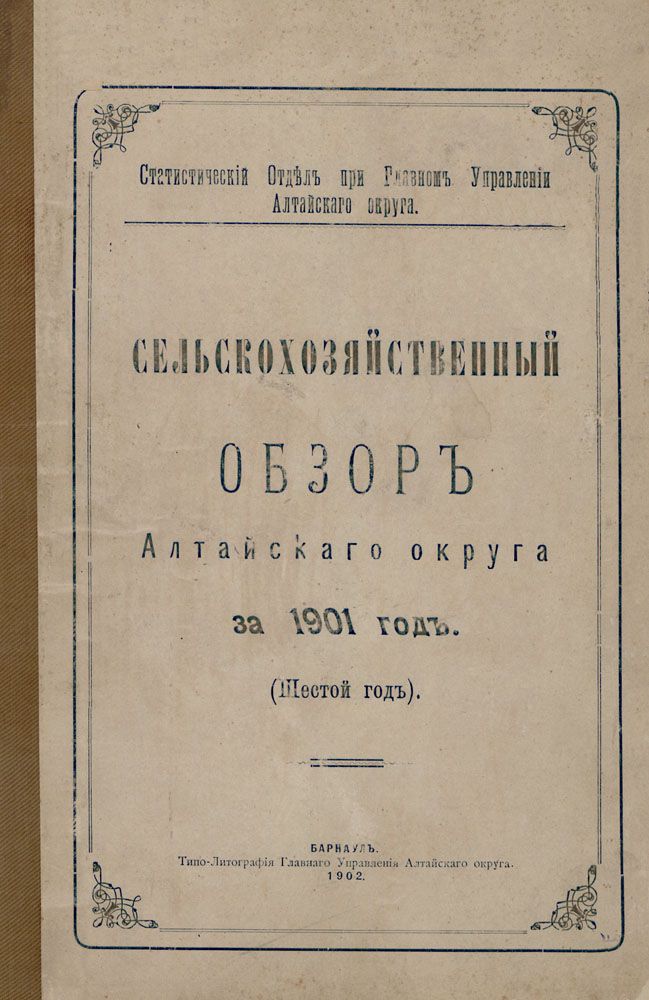 Статистическій Отдѣлъ при Главномъ Управленіи
Алтайскаго округа.
СЕЛЬСКОХОЗЯЙСТВЕННЫЙ
ОБЗОРЪ
Алтайскаго округа
за 1901 годъ.
(Шестой годъ).
БАРНАУЛЪ.
Типо-Литографія Главнаго Управленія Алтайскаго округа.
1902.